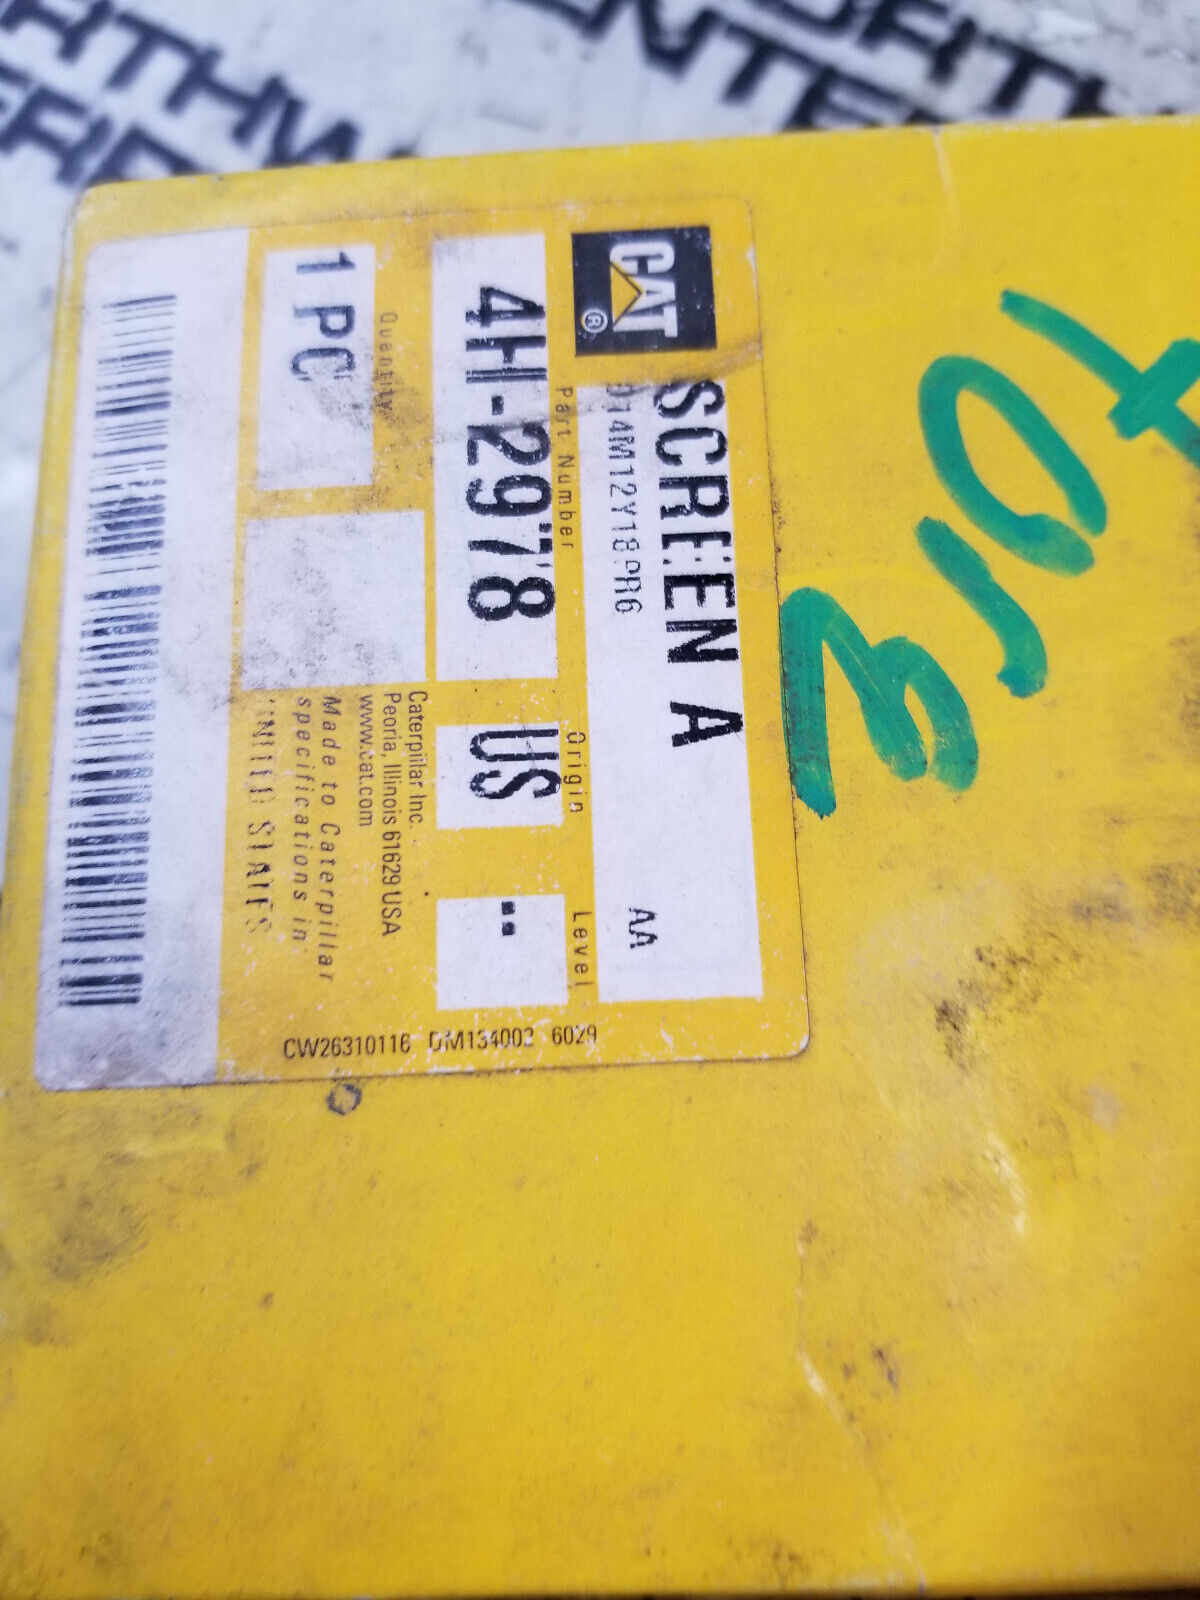 CAT ®
SCREEN A
AA
Part Number
Origin
Level
4H-2978
US
--
Quantity
1 PC
Caterpillar Inc.
Peoria, Illinois 61629 USA
www.cat.com
Made to Caterpillar
specifications in:
UNITED STATES
CW26310116 DM134002 6029